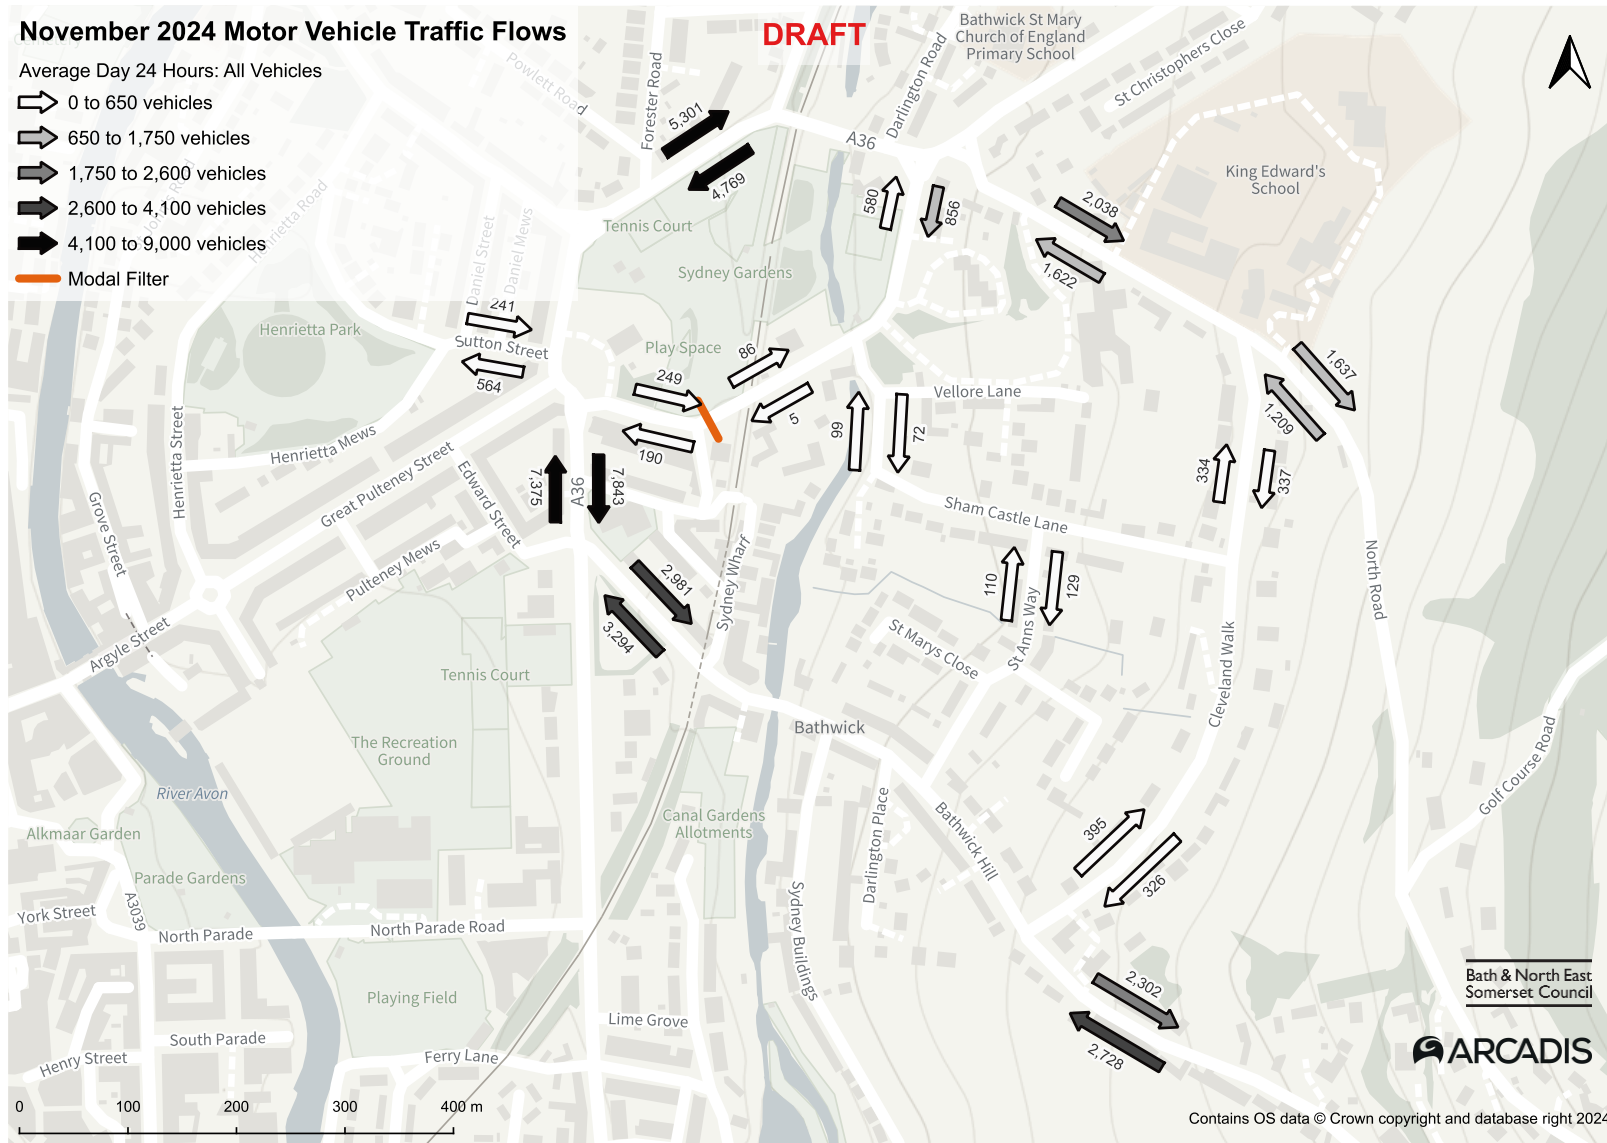 November 2024 Motor Vehicle Traffic Flows
DRAFT
Average Day 24 Hours: All Vehicles
0 to 650 vehicles
650 to 1,750 vehicles
1,750 to 2,600 vehicles
2,600 to 4,100 vehicles
4,100 to 9,000 vehicles
Modal Filter
Powlett Road
Forester Road
5,301
4,769
A36
Darlington Road
Bathwick St Mary
Church of England
Primary School
St Christophers Close
King Edward's
School
Henrietta Road
Daniel Street
Daniel Mews
Tennis Court
Sydney Gardens
580
856
2,038
1,622
241
Sutton Street
564
Henrietta Park
Play Space
86
249
5
190
99
72
Vellore Lane
1,637
1,209
334
337
Henrietta Street
Henrietta Mews
Great Pulteney Street
Edward Street
7,375
A36
7,843
Grove Street
Pulteney Mews
Sham Castle Lane
North Road
Sydney Wharf
2,981
3,294
110
129
St Anns Way
St Marys Close
Cleveland Walk
Argyle Street
Tennis Court
Bathwick
The Recreation
Ground
River Avon
Golf Course Road
Alkmaar Garden
Canal Gardens
Allotments
Darlington Place
Bathwick Hill
395
326
Parade Gardens
York Street
A3039
North Parade
North Parade Road
Sydney Buildings
Playing Field
2,302
2,728
Lime Grove
South Parade
Henry Street
Ferry Lane
Bath & North East
Somerset Council
ARCADIS
0 100 200 300 400 m
Contains OS data © Crown copyright and database right 2024